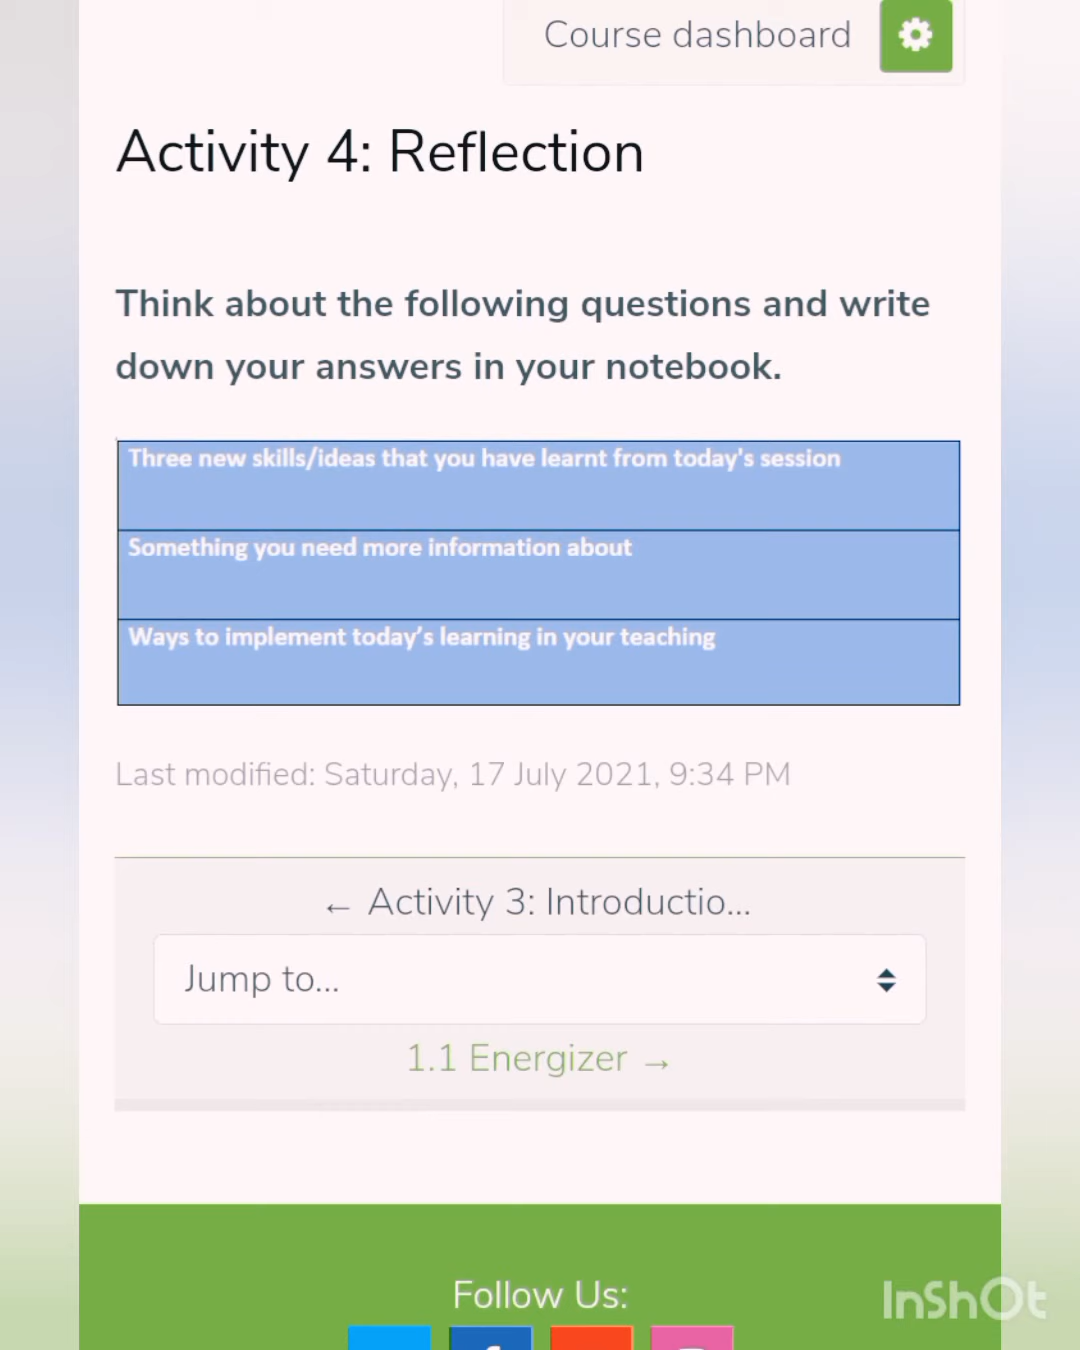 Course dashboard
Activity 4: Reflection
Think about the following questions and write
down your answers in your notebook.
Three new skills/ideas that you have learnt from today's session
Something you need more information about
Ways to implement today’s learning in your teaching
Last modified: Saturday, 17 July 2021, 9:34 PM
← Activity 3: Introductio...
Jump to...
1.1 Energizer →
Follow Us:
InShOt